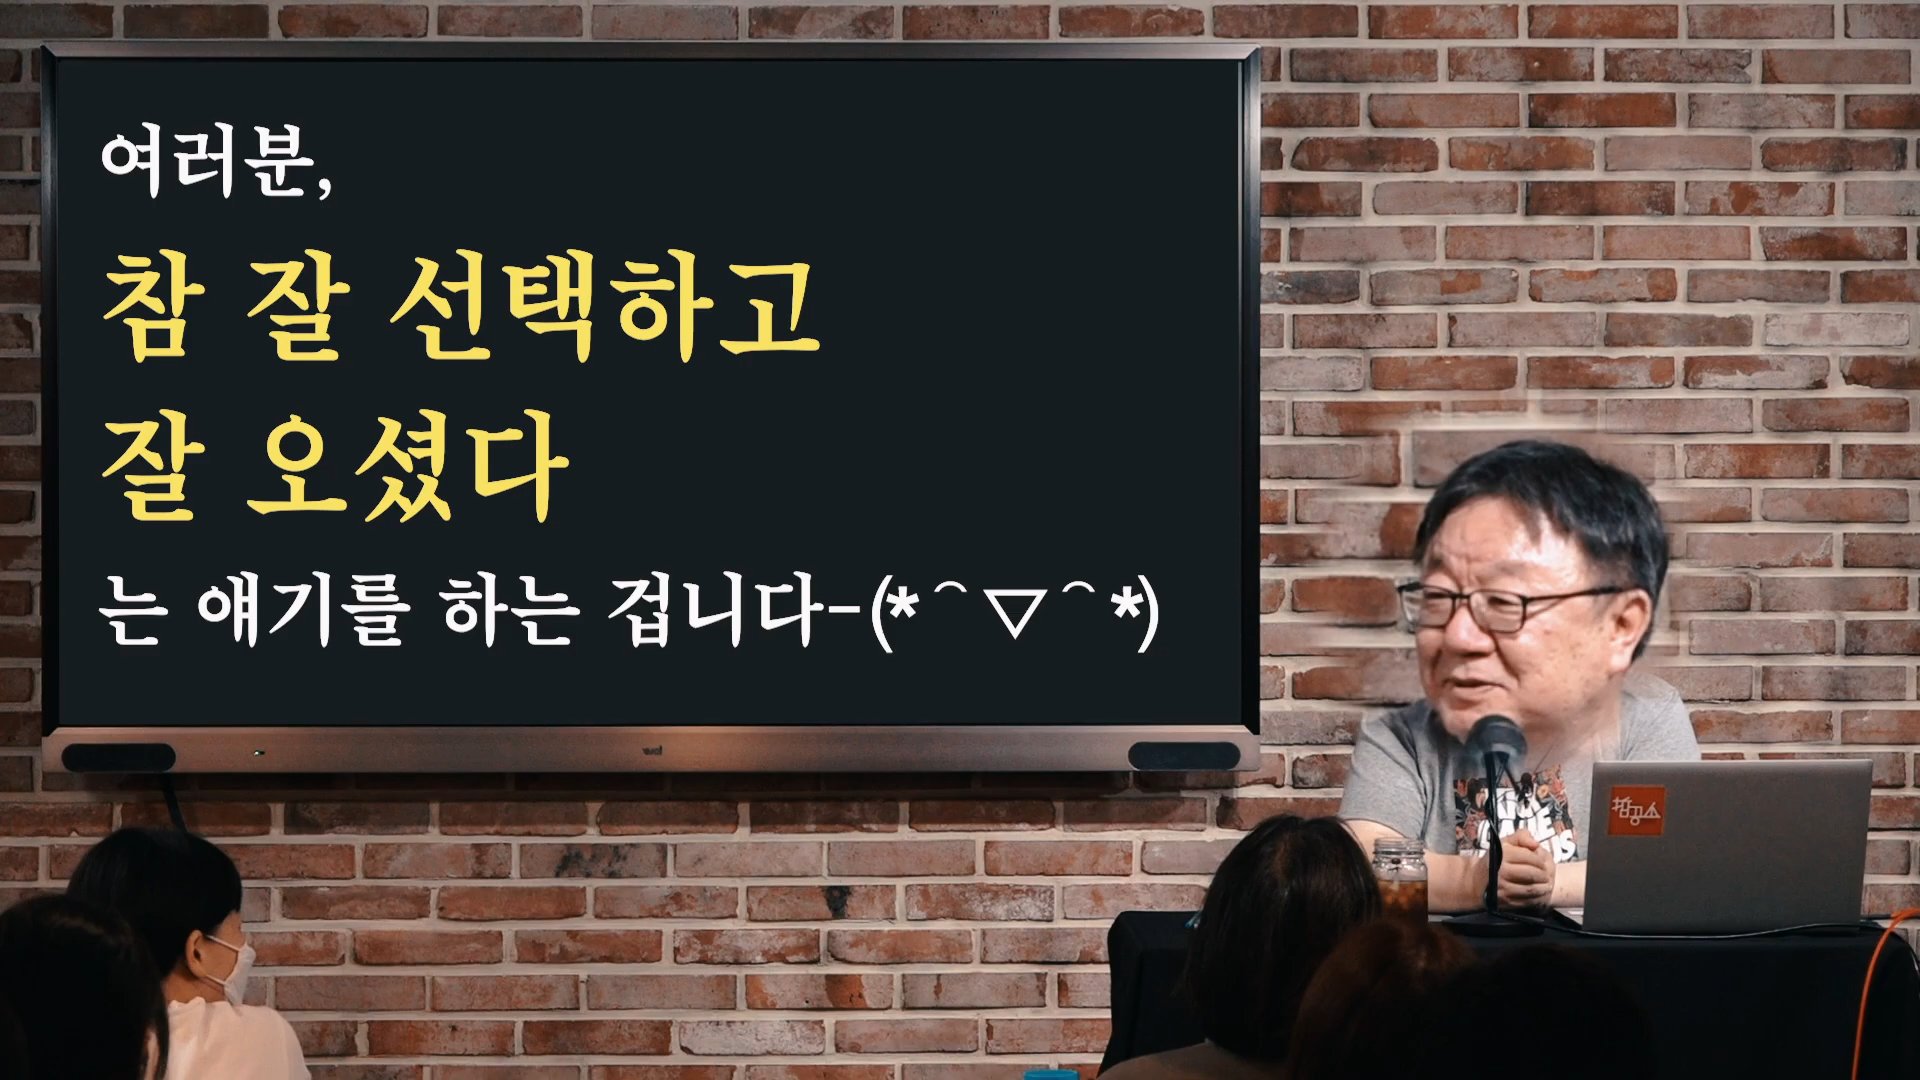 여러분,
참 잘 선택하고
잘 오셨다
는 얘기를 하는 겁니다-(*⌒▽⌒*)